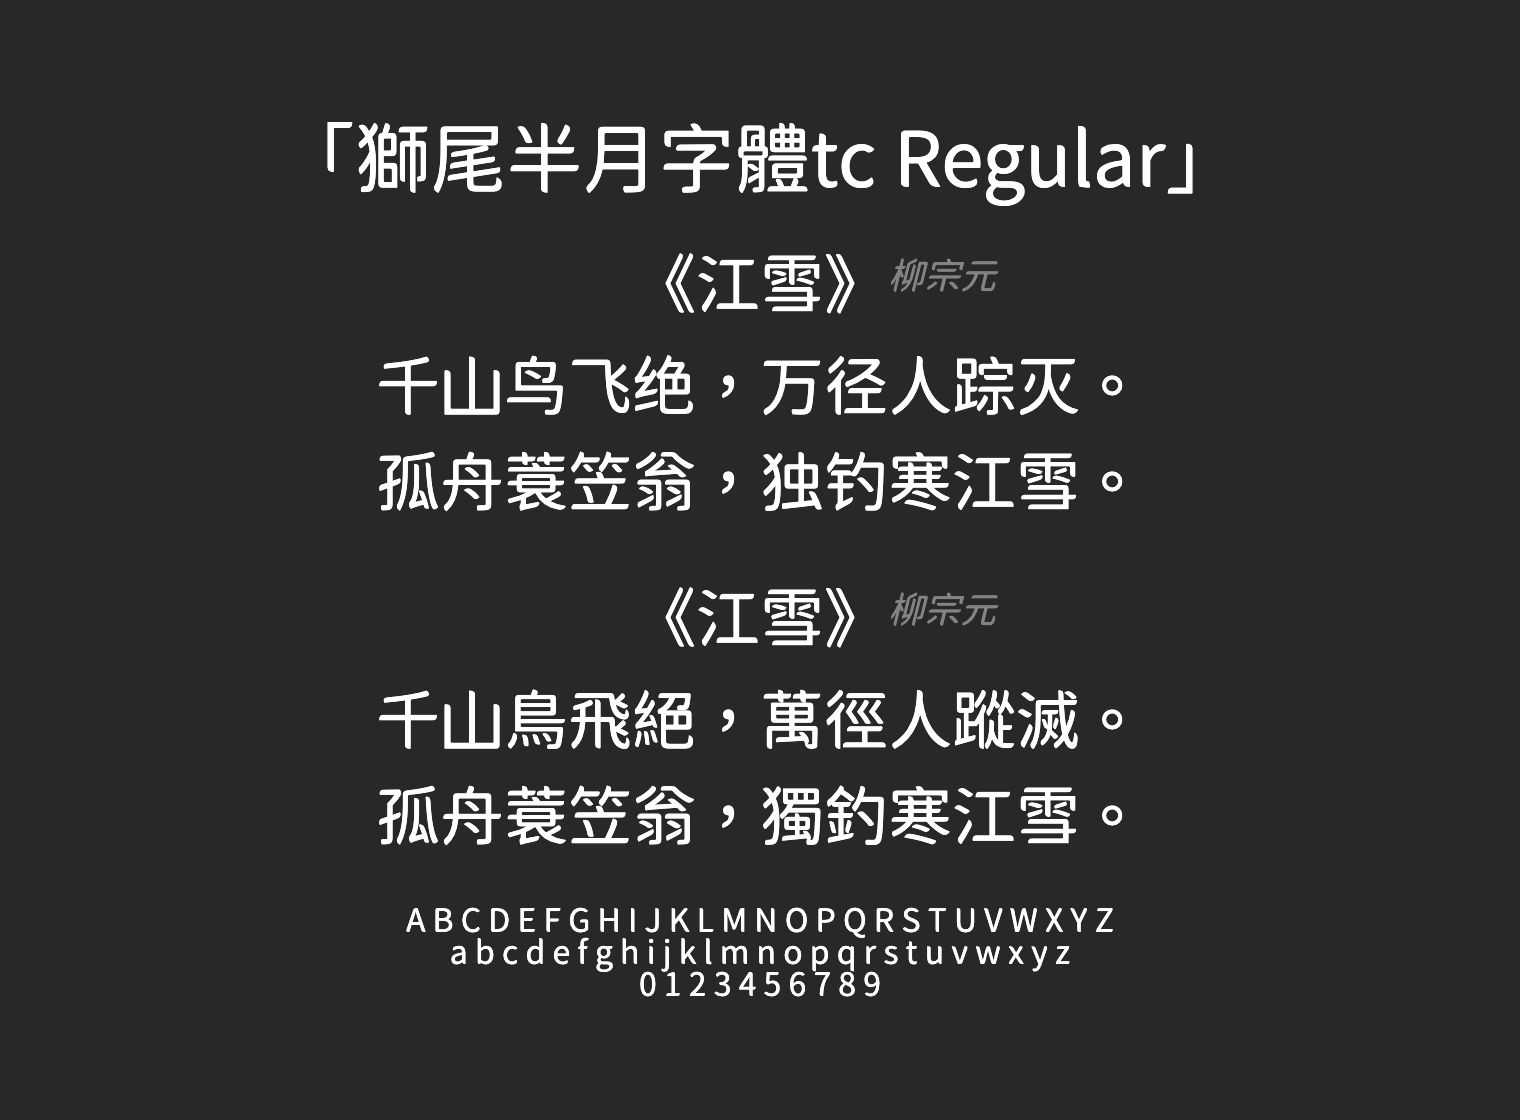 「獅尾半月字體tc Regular」
《江雪》 柳宗元
千山鸟飞绝，万径人踪灭。
孤舟蓑笠翁，独钓寒江雪。
《江雪》 柳宗元
千山鳥飛絕，萬徑人蹤滅。
孤舟蓑笠翁，獨釣寒江雪。
ABCDEFGHIJKLMNOPQRSTUVWXYZ
abcdefghijklmnopqrstuvwxyz
0123456789